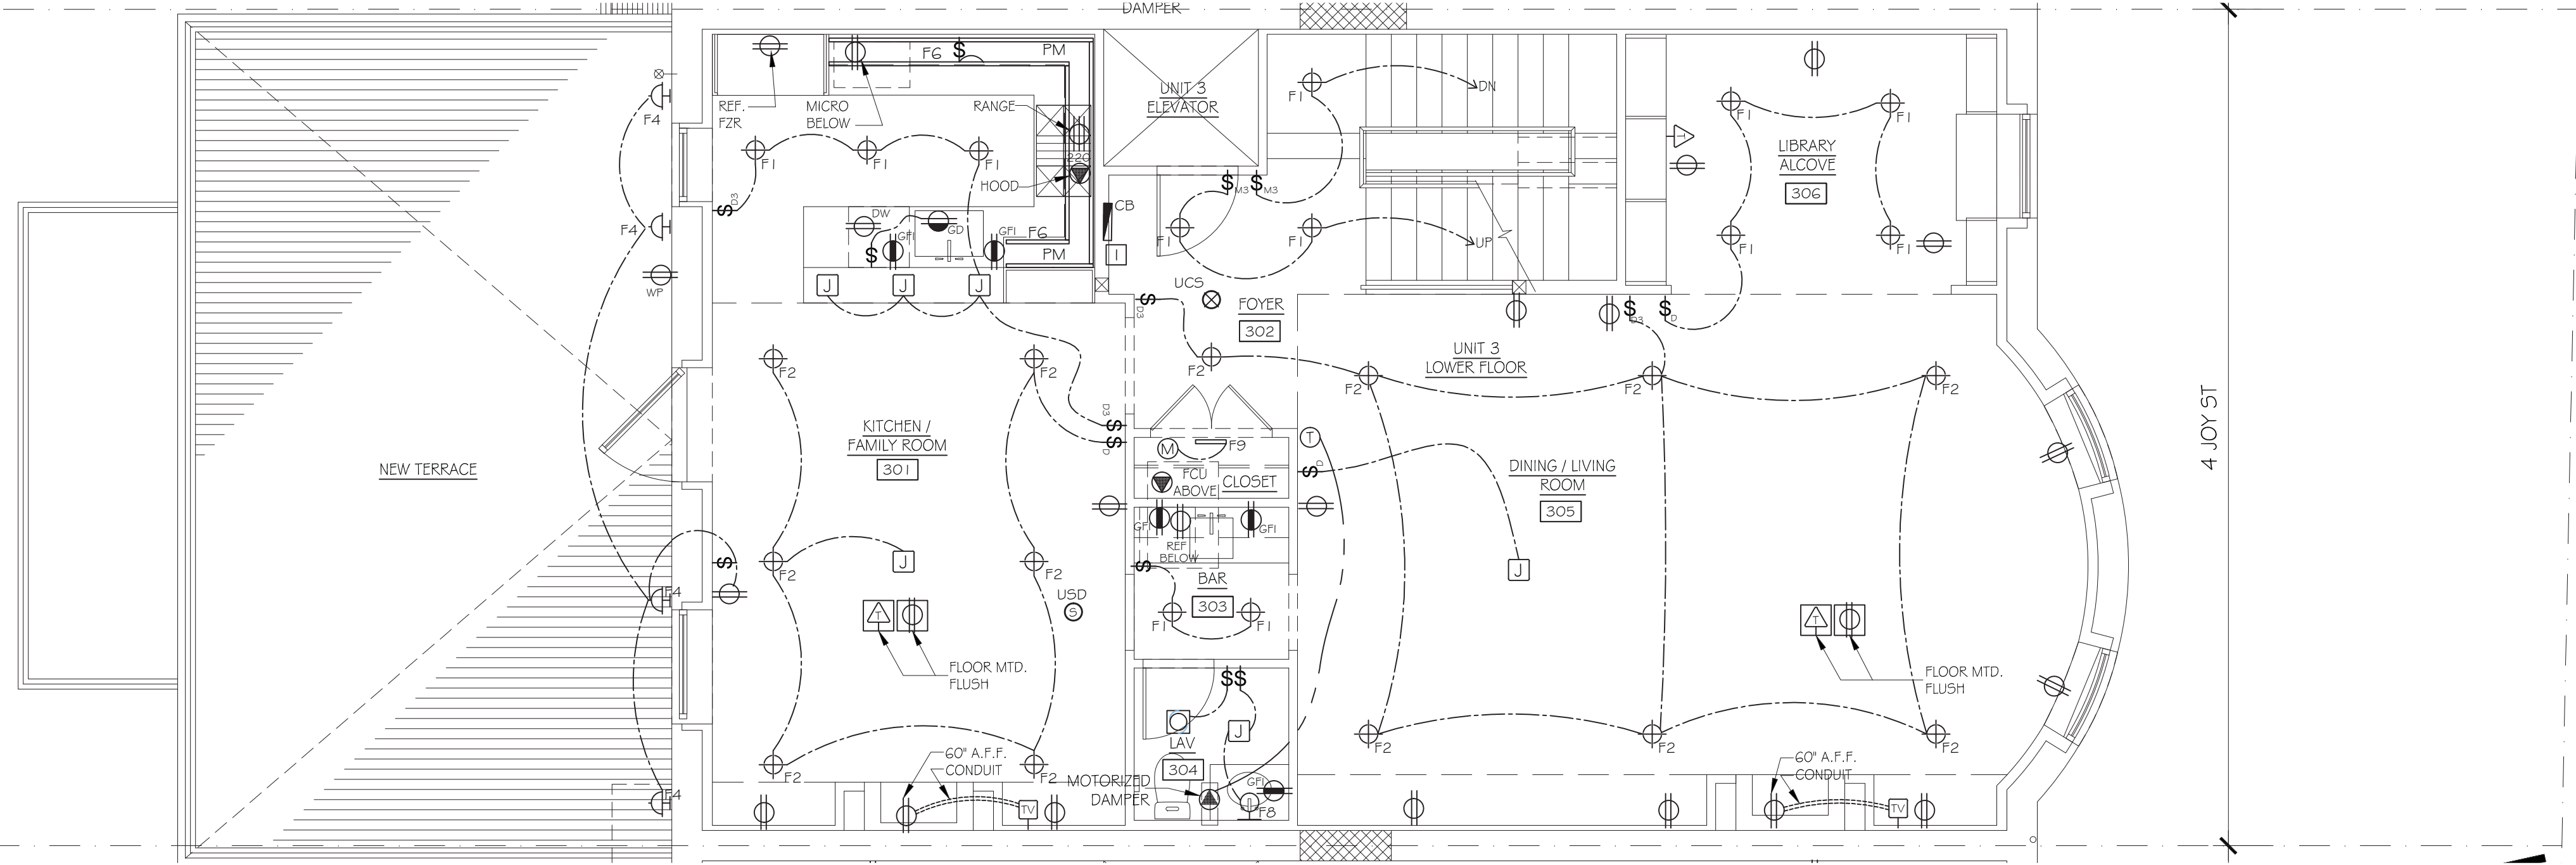 DAMPER
F6
$
PM
REF.
FZR
MICRO
BELOW
RANGE
220
HOOD
F1
F1
F1
$
D3
F4
F4
WP
UNIT 3
ELEVATOR
F1
DN
$
M3
$
M3
CB
I
F1
F1
UP
DW
GFI
GD
GFI
$
F6
PM
J
J
J
T
F1
F1
LIBRARY
ALCOVE
306
F1
F1
UCS
$
D3
FOYER
302
F2
$
D3
$
D
UNIT 3
LOWER FLOOR
F2
F2
F2
F2
F2
KITCHEN /
FAMILY ROOM
301
NEW TERRACE
D3
$
$
D
M
F9
FCU
ABOVE
CLOSET
T
$
D
DINING / LIVING
ROOM
305
4 JOY ST
GFI
GFI
REF
BELOW
$
BAR
303
F1
F1
$
F4
F2
J
F2
USD
S
J
T
FLOOR MTD.
FLUSH
T
FLOOR MTD.
FLUSH
$$
J
LAV
304
MOTORIZED
DAMPER
GFI
F8
F2
F2
F2
F2
F2
60" A.F.F.
CONDUIT
TV
60" A.F.F.
CONDUIT
TV
F4